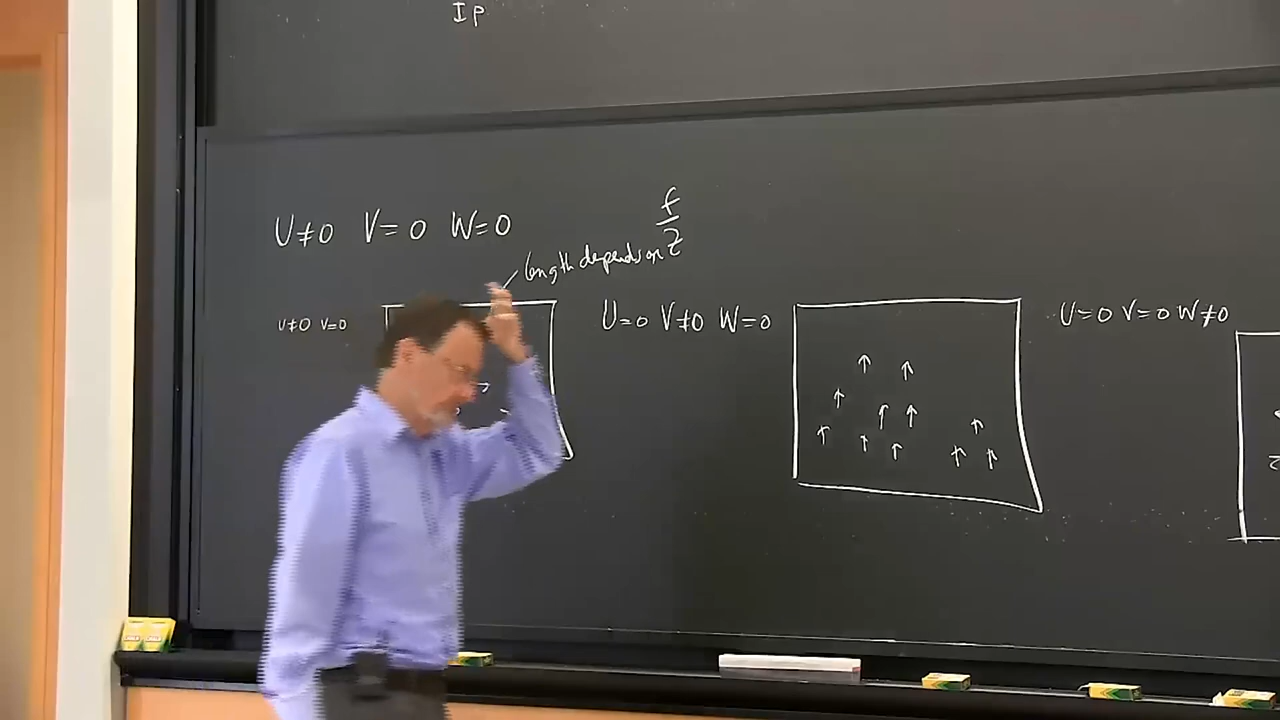 Ip
U≠0 V=0 W=0
f
Z
length depends on
U≠0 V=0
U=0 V≠0 W=0
U=0 V=0 W≠0